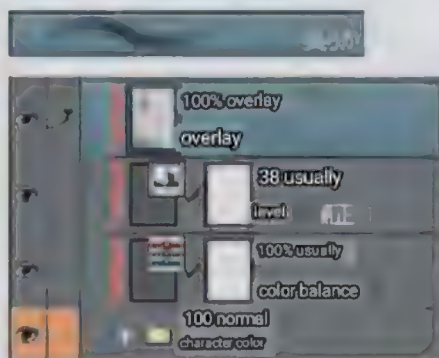 100% overlay
overlay
38 usually
level
100% usually
color balance
100 normal
character color